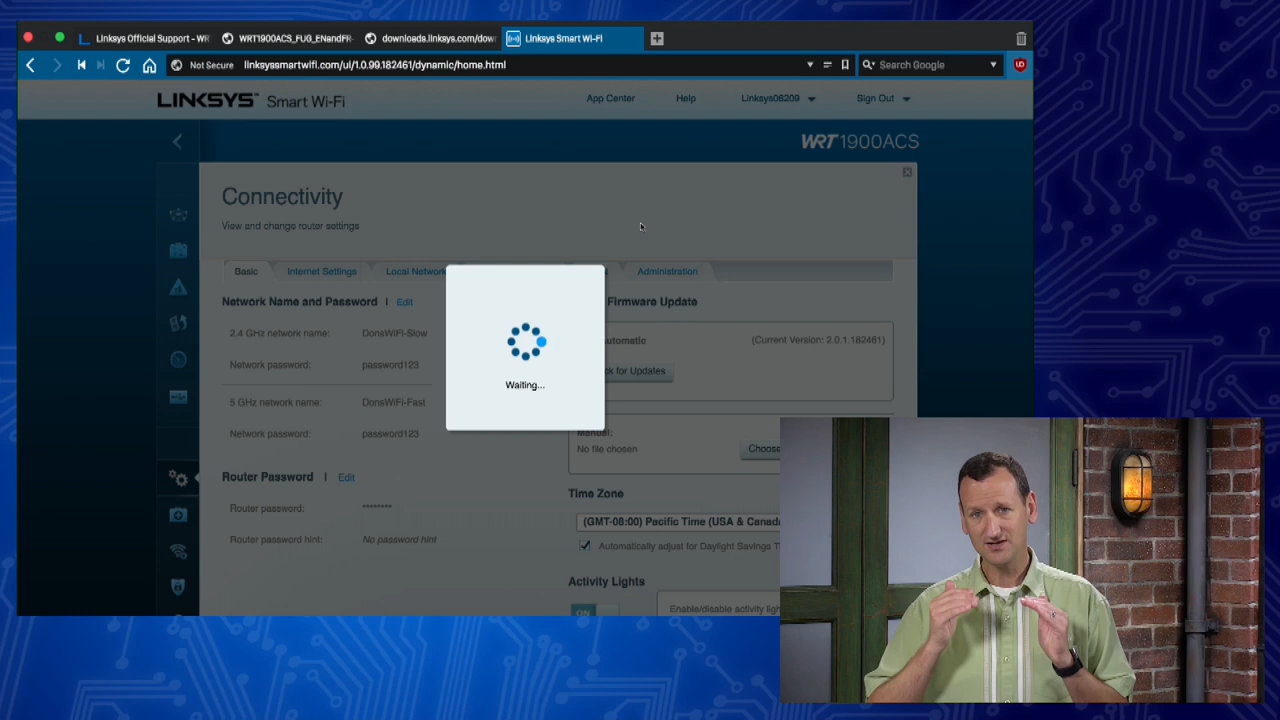 Linksys Official Support - WR
WRT1900ACS_FUG_ENandFR-
downloads.linksys.com/dow
Linksys Smart Wi-Fi
Not Secure linksyssmartwifi.com/ui/1.0.99.182461/dynamic/home.html
Search Google
LINKSYS™ Smart Wi-Fi
App Center
Help
Linksys06209
Sign Out
WRT1900ACS
Connectivity
View and change router settings
Basic
Internet Settings
Local Network
Administration
Network Name and Password | Edit
2.4 GHz network name: DonsWiFi-Slow
Network password: password123
5 GHz network name: DonsWiFi-Fast
Network password: password123
Router Password | Edit
Router password: ********
Router password hint: No password hint
Waiting...
Firmware Update
utomatic
(Current Version: 2.0.1.182461)
ck for Updates
Manual:
No file chosen
Choose
Time Zone
(GMT-08:00) Pacific Time (USA & Canad
Automatically adjust for Daylight Savings T
Activity Lights
ON
Enable/disable activity ligh